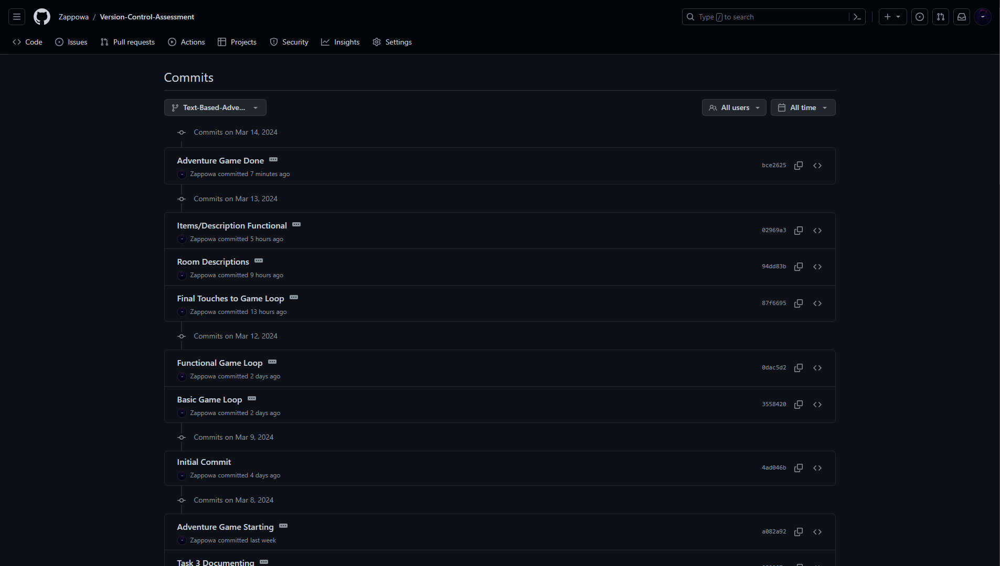 Zappowa / Version-Control-Assessment
Type / to search
Code
Issues
Pull requests
Actions
Projects
Security
Insights
Settings
Commits
Text-Based-Adve...
All users
All time
Commits on Mar 14, 2024
Adventure Game Done
Zappowa committed 7 minutes ago
bce2625
Commits on Mar 13, 2024
Items/Description Functional
Zappowa committed 5 hours ago
02969a3
Room Descriptions
Zappowa committed 9 hours ago
94dd83b
Final Touches to Game Loop
Zappowa committed 13 hours ago
87f6695
Commits on Mar 12, 2024
Functional Game Loop
Zappowa committed 2 days ago
0dac5d2
Basic Game Loop
Zappowa committed 2 days ago
3558420
Commits on Mar 9, 2024
Initial Commit
Zappowa committed 4 days ago
4ad046b
Commits on Mar 8, 2024
Adventure Game Starting
Zappowa committed last week
a082a92
Task 3 Documenting